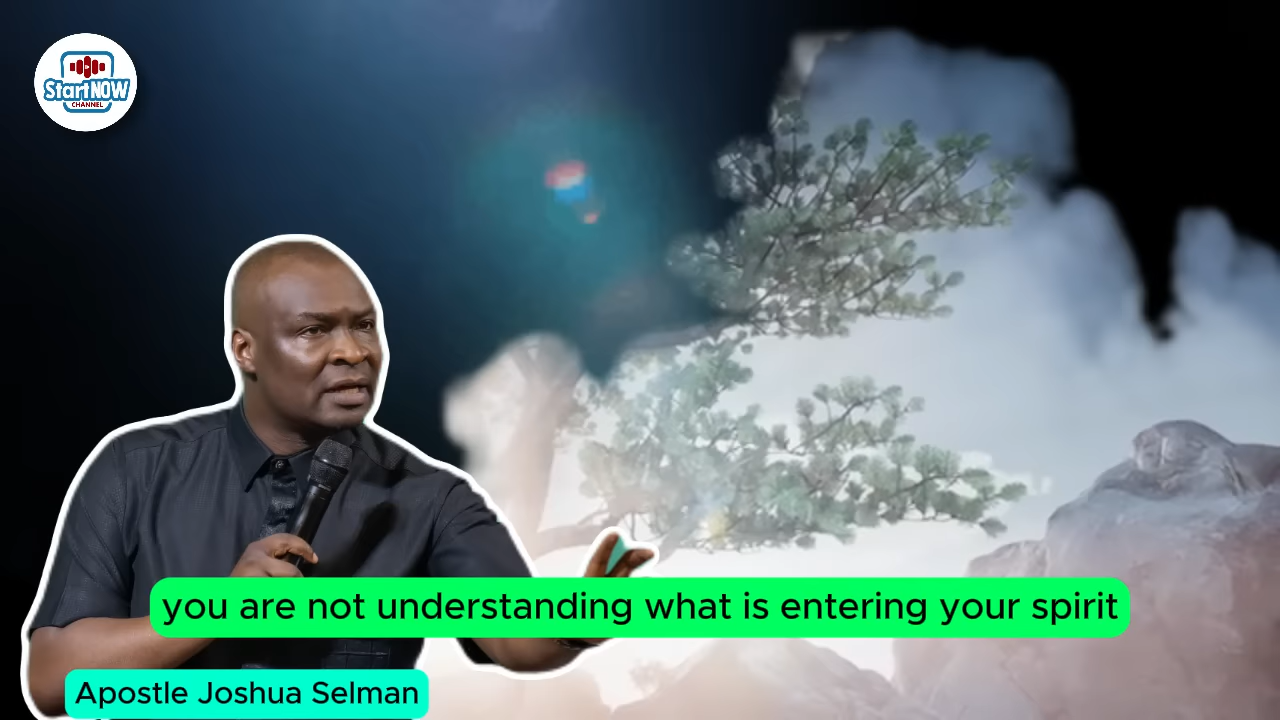 StartNOW
CHANNEL
you are not understanding what is entering your spirit
Apostle Joshua Selman